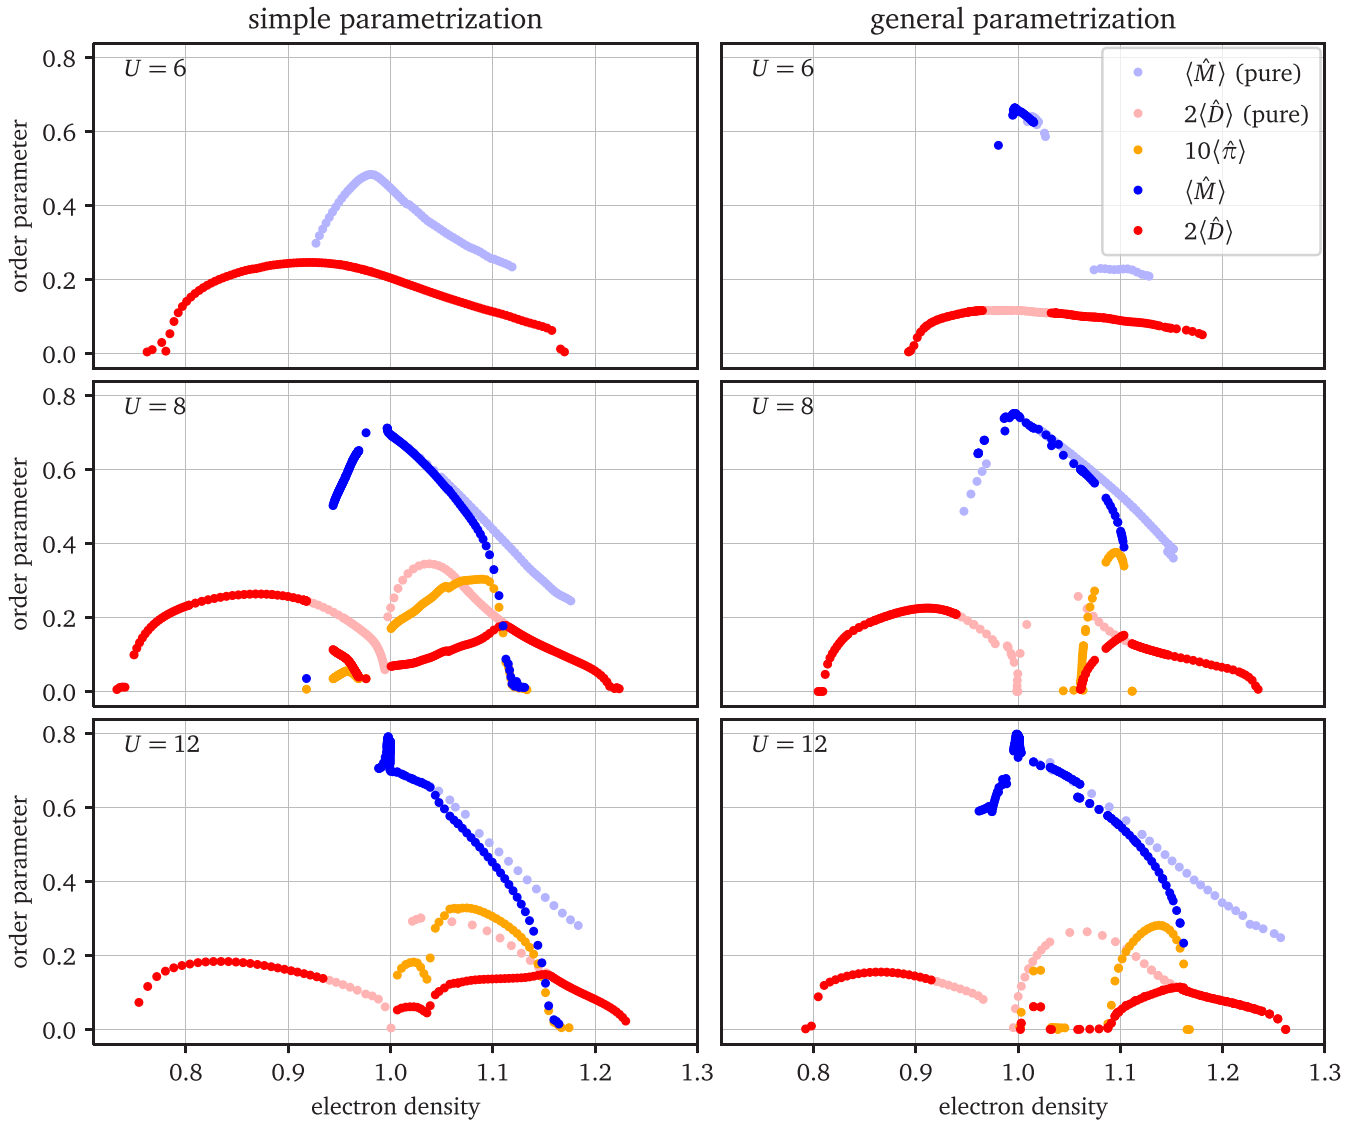 simple parametrization
general parametrization
order parameter
0.8
0.6
0.4
0.2
0.0
U = 6
U = 6
⟨M̂⟩ (pure)
2⟨D̂⟩ (pure)
10⟨π̂⟩
⟨M̂⟩
2⟨D̂⟩
order parameter
0.8
0.6
0.4
0.2
0.0
U = 8
U = 8
order parameter
0.8
0.6
0.4
0.2
0.0
U = 12
U = 12
0.8 0.9 1.0 1.1 1.2 1.3
0.8 0.9 1.0 1.1 1.2 1.3
electron density
electron density